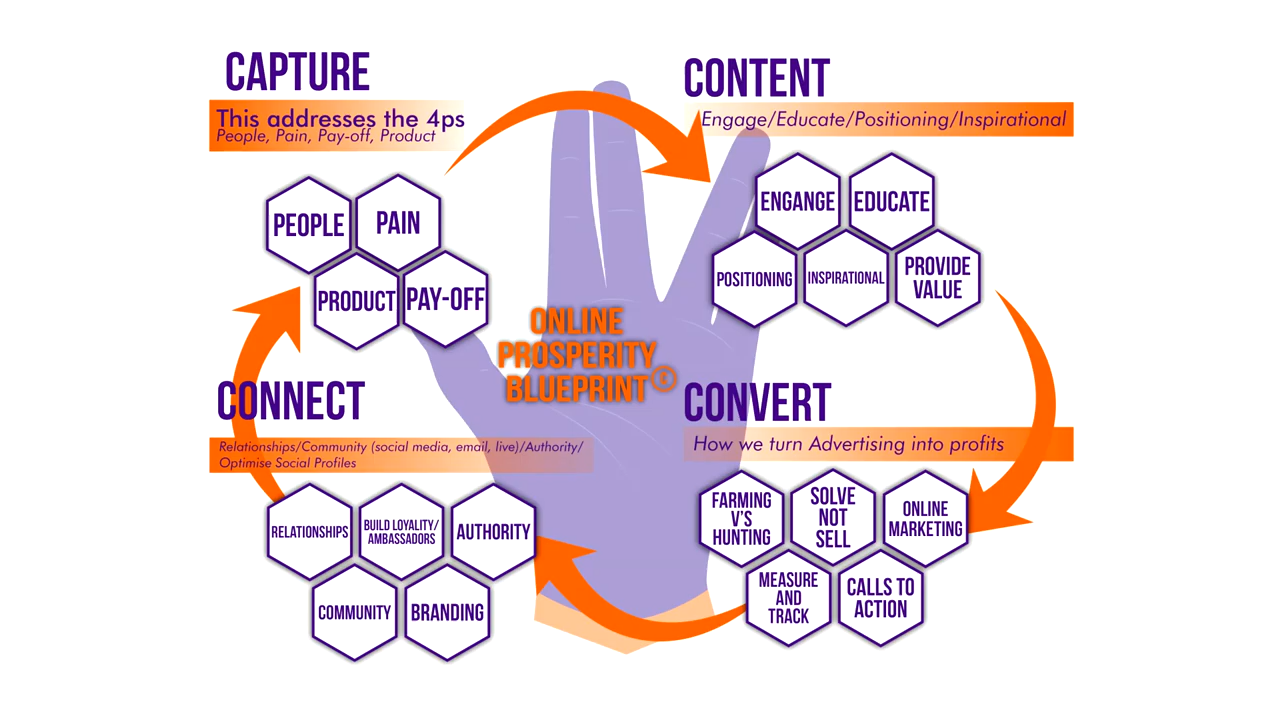 CAPTURE
This addresses the 4ps
People, Pain, Pay-off, Product
PEOPLE
PAIN
PRODUCT
PAY-OFF
CONTENT
Engage/Educate/Positioning/Inspirational
ENGANGE
EDUCATE
POSITIONING
INSPIRATIONAL
PROVIDE
VALUE
ONLINE
PROSPERITY
BLUEPRINT
CONNECT
Relationships/Community (social media, email, live)/Authority/
Optimise Social Profiles
RELATIONSHIPS
BUILD LOYALITY/
AMBASSADORS
AUTHORITY
COMMUNITY
BRANDING
CONVERT
How we turn Advertising into profits
FARMING
V'S
HUNTING
SOLVE
NOT
SELL
ONLINE
MARKETING
MEASURE
AND
TRACK
CALLS TO
ACTION